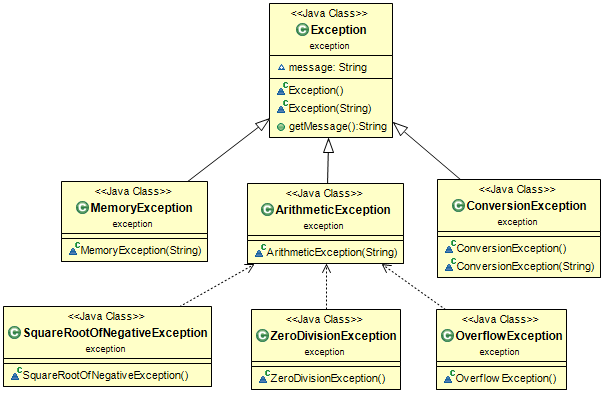 <<Java Class>>
Exception
exception
message: String
Exception()
Exception(String)
getMessage():String
<<Java Class>>
MemoryException
exception
MemoryException(String)
<<Java Class>>
ArithmeticException
exception
ArithmeticException(String)
<<Java Class>>
ConversionException
exception
ConversionException()
ConversionException(String)
<<Java Class>>
SquareRootOfNegativeException
exception
SquareRootOfNegativeException()
<<Java Class>>
ZeroDivisionException
exception
ZeroDivisionException()
<<Java Class>>
OverflowException
exception
OverflowException()